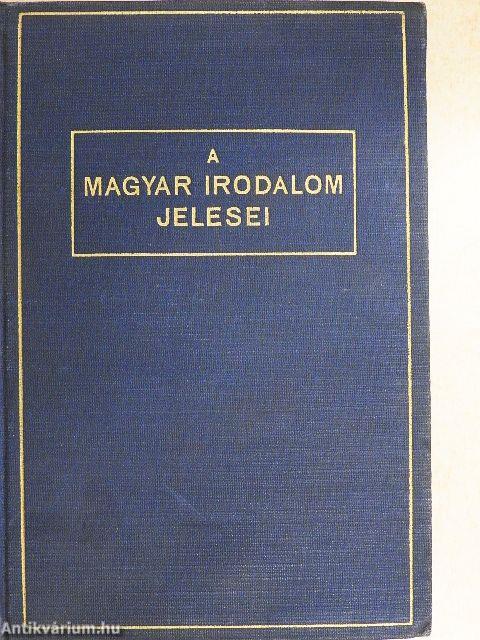 A
MAGYAR IRODALOM
JELESEI
Antikvárium.hu